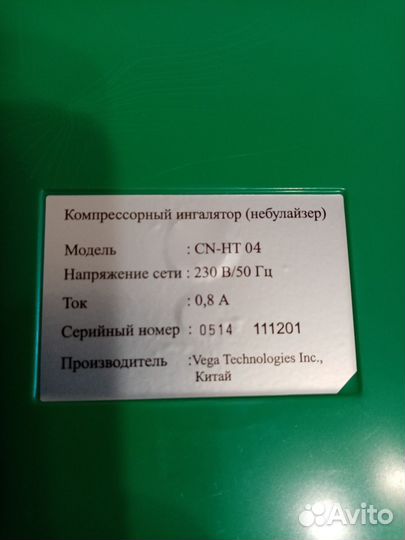 Компрессорный ингалятор (небулайзер)
Модель : CN-HT 04
Напряжение сети : 230 В/50 Гц
Ток : 0,8 А
Серийный номер : 0514 111201
Производитель :Vega Technologies Inc.,
Китай
Avito